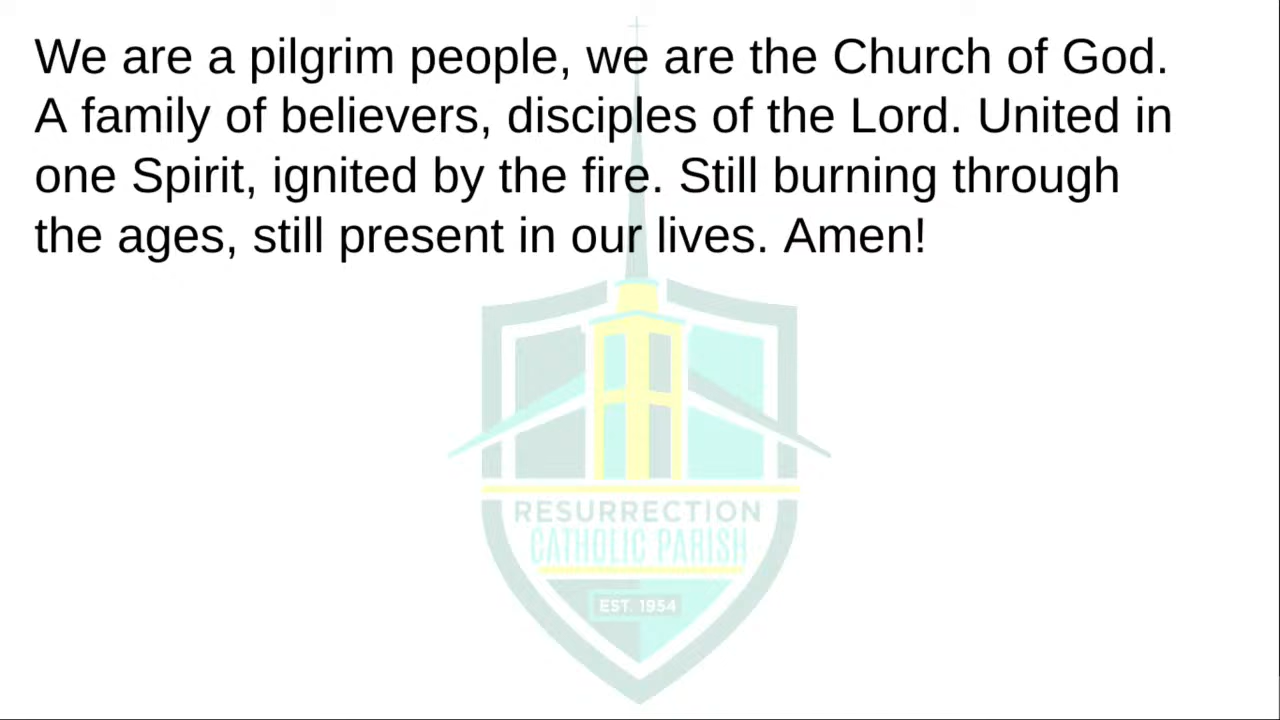 We are a pilgrim people, we are the Church of God.
A family of believers, disciples of the Lord. United in
one Spirit, ignited by the fire. Still burning through
the ages, still present in our lives. Amen!
RESURRECTION
CATHOLIC PARISH
EST. 1954